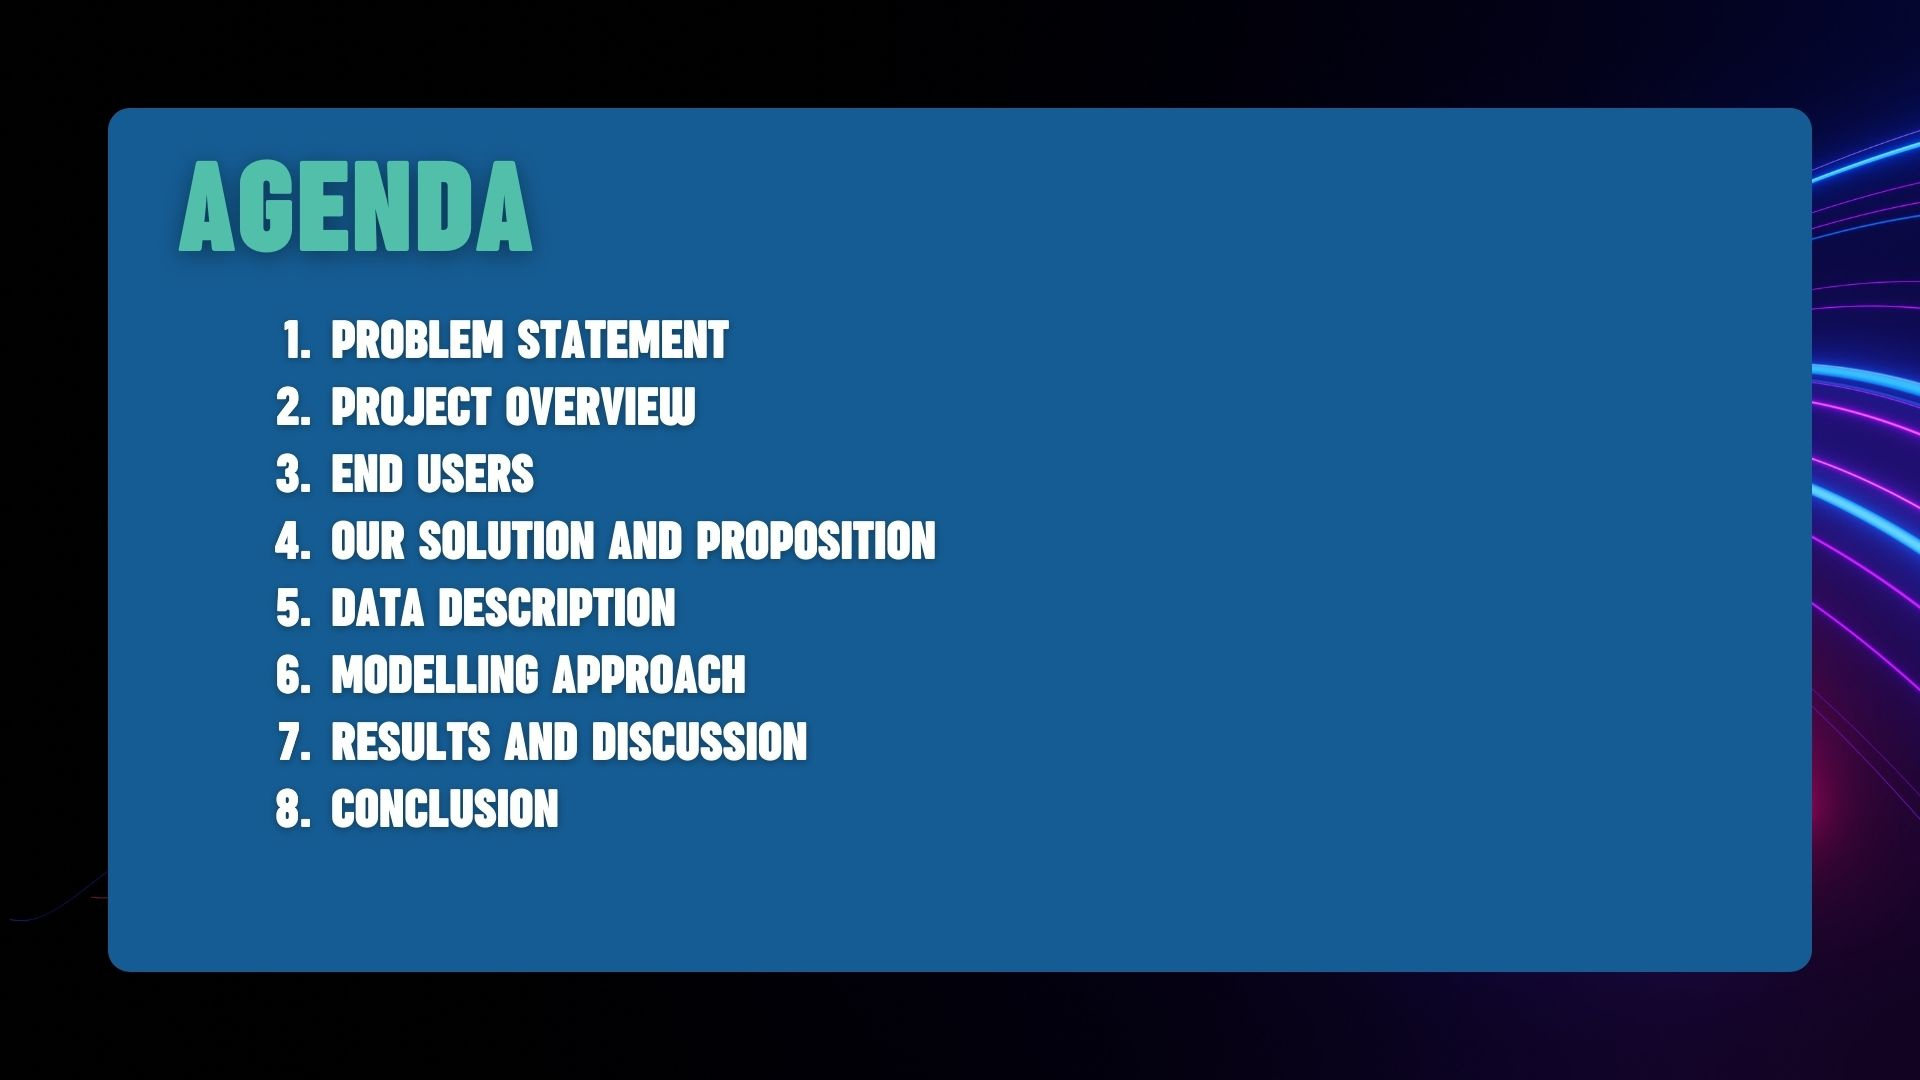 AGENDA
1. PROBLEM STATEMENT
2. PROJECT OVERVIEW
3. END USERS
4. OUR SOLUTION AND PROPOSITION
5. DATA DESCRIPTION
6. MODELLING APPROACH
7. RESULTS AND DISCUSSION
8. CONCLUSION